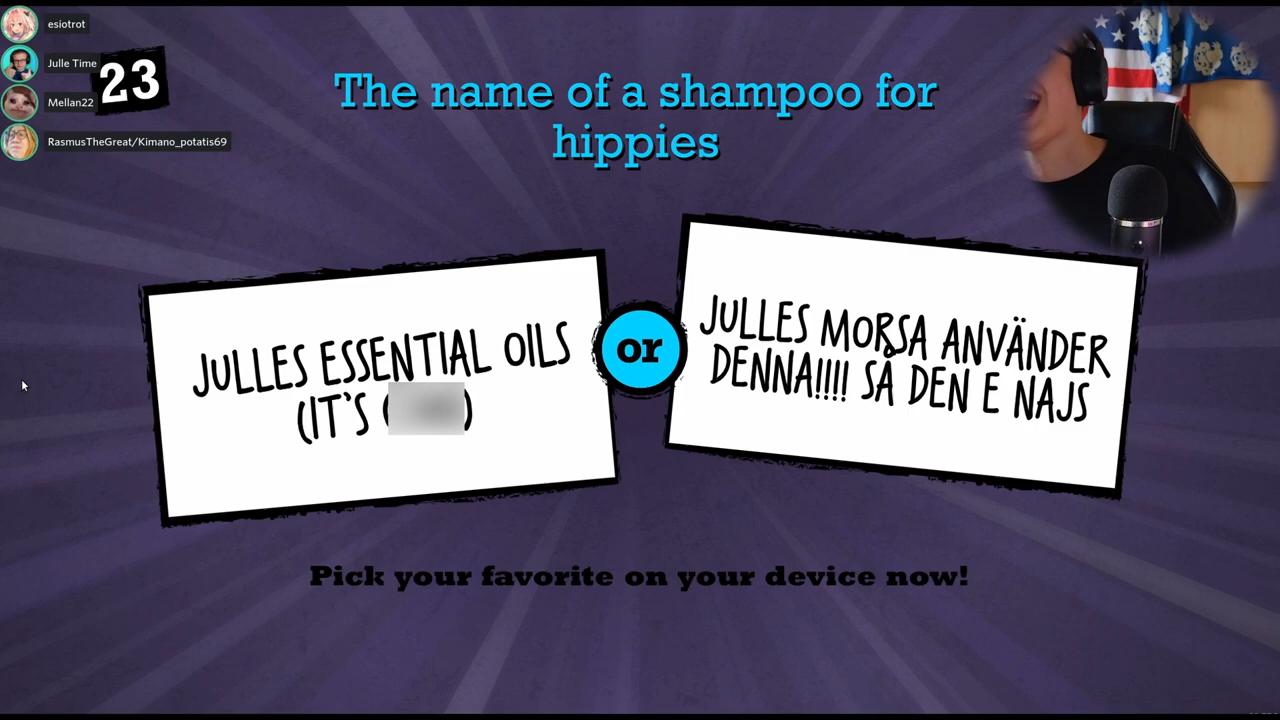 esiotrot
Julle Time
23
Mellan22
RasmusTheGreat/Kimano_potatis69
The name of a shampoo for
hippies
JULLES ESSENTIAL OILS
(IT'S ( )
or
JULLES MORSA ANVÄNDER
DENNA!!!! SÅ DEN E NAJS
Pick your favorite on your device now!